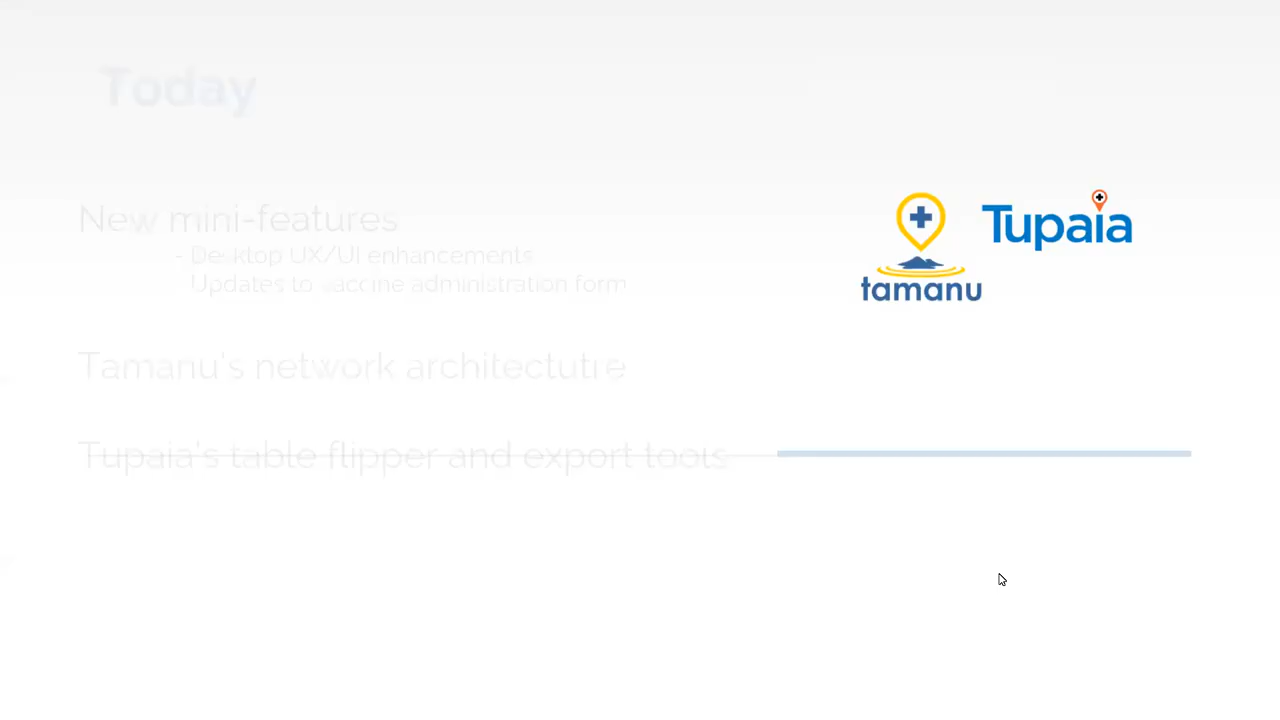 Today
New mini-features
- Desktop UX/UI enhancements
Updates to vaccine administration form
tamanu
Tupaia
Tamanu's network architecture
Tupaia's table flipper and export tools